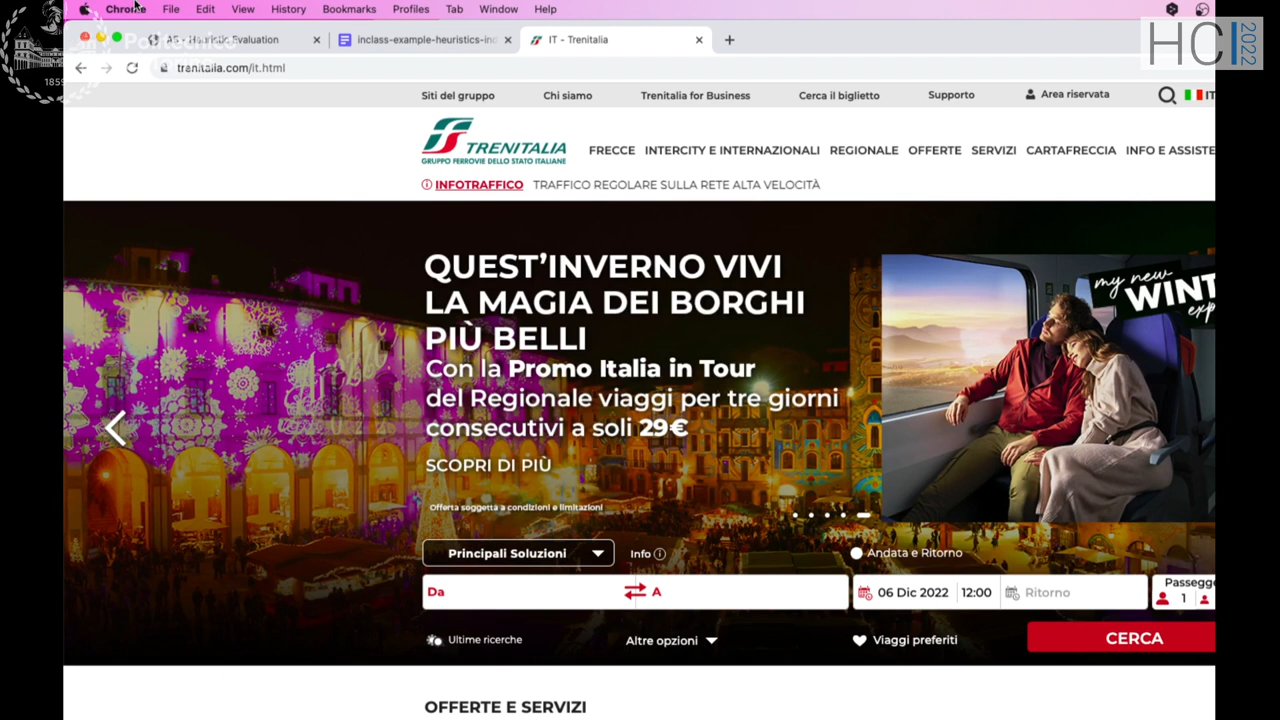 Chrome File Edit View History Bookmarks Profiles Tab Window Help
Heuristic Evaluation
inclass-example-heuristics-ind
IT - Trenitalia
HCI 2022
Politecnico
1859
trenitalia.com/it.html
Siti del gruppo Chi siamo Trenitalia for Business Cerca il biglietto Supporto Area riservata IT
TRENITALIA
GRUPPO FERROVIE DELLO STATO ITALIANE
FRECCE INTERCITY E INTERNAZIONALI REGIONALE OFFERTE SERVIZI CARTAFRECCIA INFO E ASSISTE
INFOTRAFFICO TRAFFICO REGOLARE SULLA RETE ALTA VELOCITÀ
QUEST'INVERNO VIVI
LA MAGIA DEI BORGHI
PIÙ BELLI
Con la Promo Italia in Tour
del Regionale viaggi per tre giorni
consecutivi a soli 29€
SCOPRI DI PIÙ
Offerta soggetta a condizioni e limitazioni
my new
WINT
exp
Principali Soluzioni Info Andata e Ritorno
Da A 06 Dic 2022 12:00 Ritorno
Passegge
1
Ultime ricerche Altre opzioni Viaggi preferiti CERCA
OFFERTE E SERVIZI